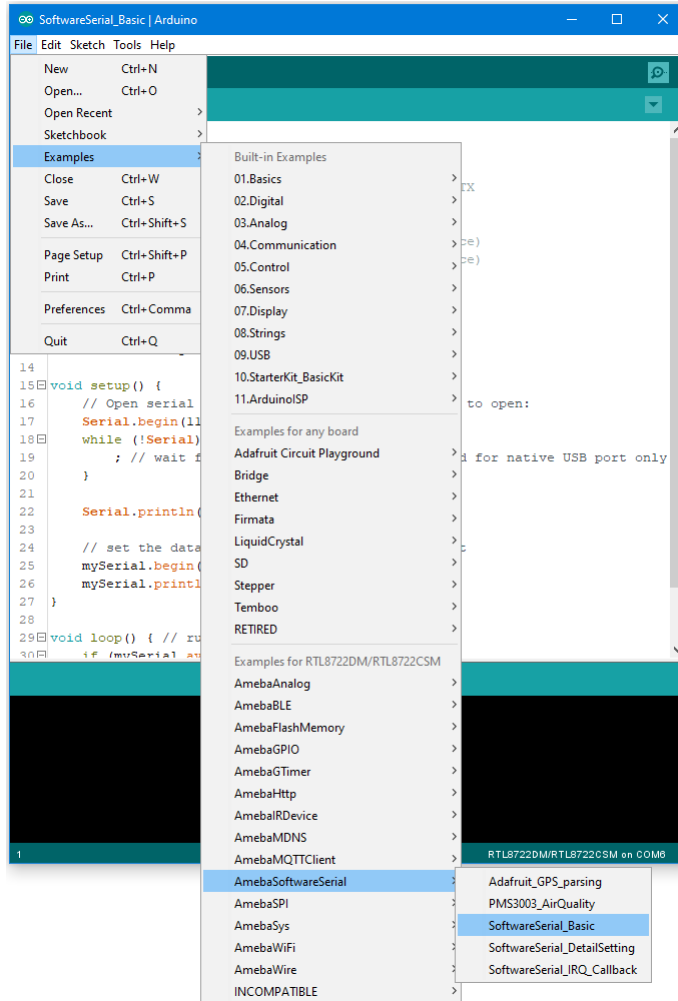 SoftwareSerial_Basic | Arduino
File Edit Sketch Tools Help
New Ctrl+N
Open... Ctrl+O
Open Recent
Sketchbook
Examples
Close Ctrl+W
Save Ctrl+S
Save As... Ctrl+Shift+S
Page Setup Ctrl+Shift+P
Print Ctrl+P
Preferences Ctrl+Comma
Quit Ctrl+Q
Built-in Examples
01.Basics
02.Digital
03.Analog
04.Communication
05.Control
06.Sensors
07.Display
08.Strings
09.USB
10.StarterKit_BasicKit
11.ArduinoISP
Examples for any board
Adafruit Circuit Playground
Bridge
Ethernet
Firmata
LiquidCrystal
SD
Stepper
Temboo
RETIRED
Examples for RTL8722DM/RTL8722CSM
AmebaAnalog
AmebaBLE
AmebaFlashMemory
AmebaGPIO
AmebaGTimer
AmebaHttp
AmebaIRDevice
AmebaMDNS
AmebaMQTTClient
AmebaSoftwareSerial
AmebaSPI
AmebaSys
AmebaWiFi
AmebaWire
INCOMPATIBLE
Adafruit_GPS_parsing
PMS3003_AirQuality
SoftwareSerial_Basic
SoftwareSerial_DetailSetting
SoftwareSerial_IRQ_Callback
TX
ce)
ce)
14
15 void setup() {
16 // Open serial to open:
17 Serial.begin(11
18 while (!Serial)
19 ; // wait f d for native USB port only
20 }
21
22 Serial.println(
23
24 // set the data t
25 mySerial.begin(
26 mySerial.printl
27 }
28
29 void loop() { // ru
30 if (mySerial.av
1 RTL8722DM/RTL8722CSM on COM6